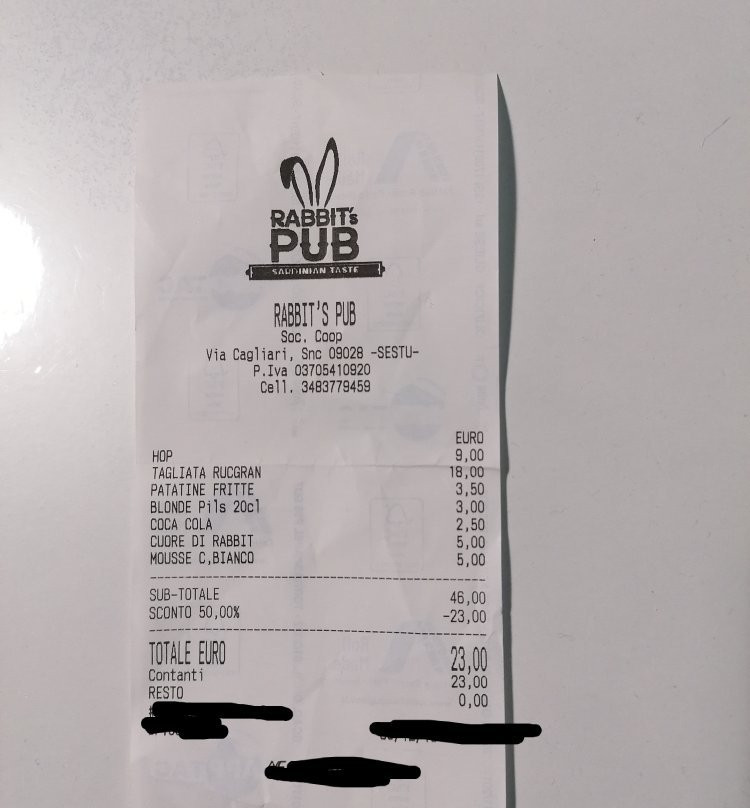 RABBIT's
PUB
SARDINIAN TASTE
RABBIT'S PUB
Soc. Coop
Via Cagliari, Snc 09028 -SESTU-
P.Iva 03705410920
Cell. 3483779459
EURO
HOP 9,00
TAGLIATA RUCGRAN 18,00
PATATINE FRITTE 3,50
BLONDE Pils 20cl 3,00
COCA COLA 2,50
CUORE DI RABBIT 5,00
MOUSSE C,BIANCO 5,00
SUB-TOTALE 46,00
SCONTO 50,00% -23,00
TOTALE EURO 23,00
Contanti 23,00
RESTO 0,00